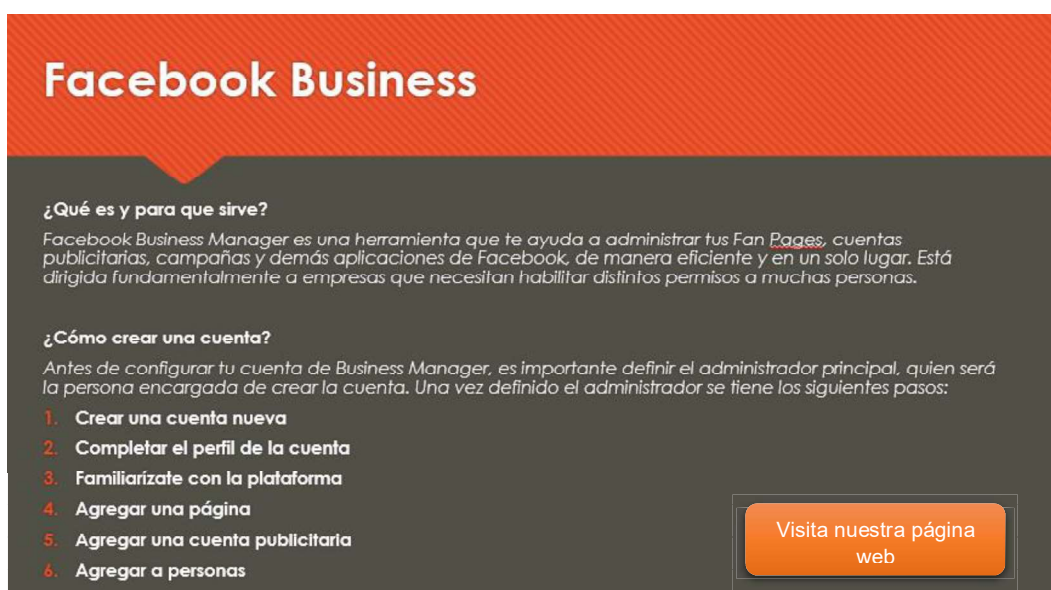 Facebook Business
¿Qué es y para que sirve?
Facebook Business Manager es una herramienta que te ayuda a administrar tus Fan Pages, cuentas
publicitarias, campañas y demás aplicaciones de Facebook, de manera eficiente y en un solo lugar. Está
dirigida fundamentalmente a empresas que necesitan habilitar distintos permisos a muchas personas.
¿Cómo crear una cuenta?
Antes de configurar tu cuenta de Business Manager, es importante definir el administrador principal, quien será
la persona encargada de crear la cuenta. Una vez definido el administrador se tiene los siguientes pasos:
1. Crear una cuenta nueva
2. Completar el perfil de la cuenta
3. Familiarízate con la plataforma
4. Agregar una página
5. Agregar una cuenta publicitaria
6. Agregar a personas
Visita nuestra página
web